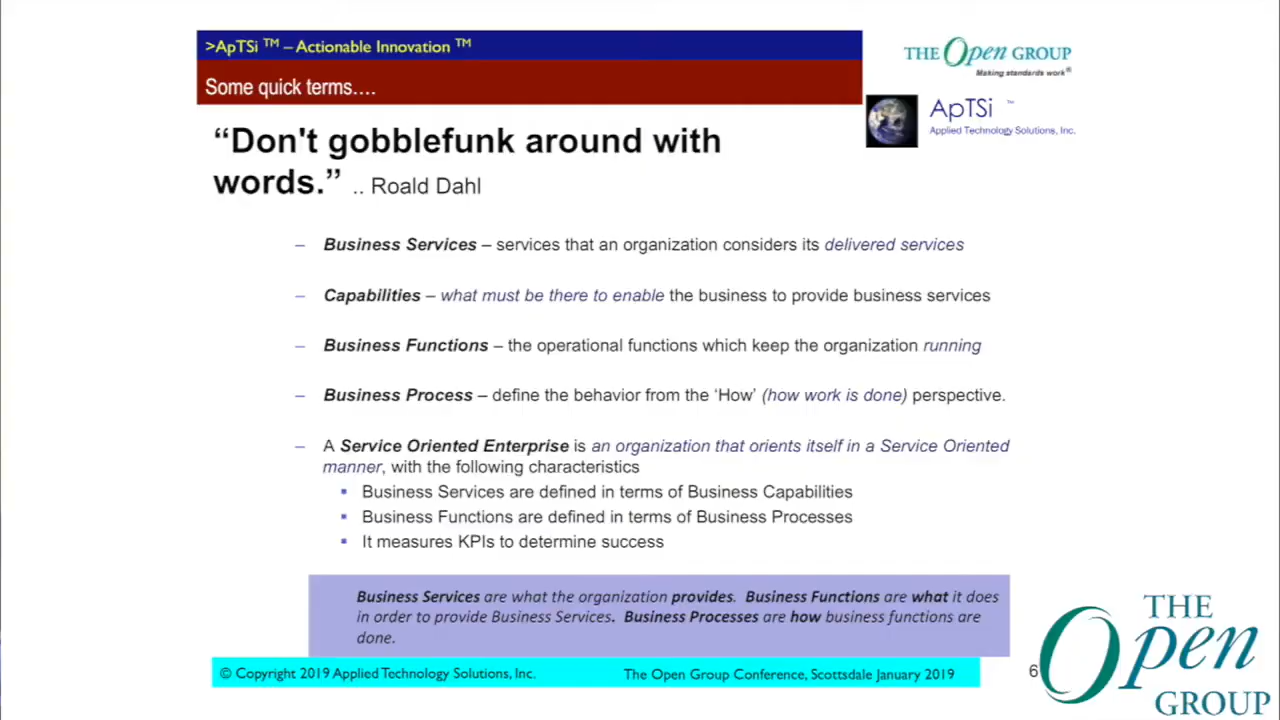 >ApTSi ™ – Actionable Innovation ™
Some quick terms….
THE Open GROUP
Making standards work®
ApTSi ™
Applied Technology Solutions, Inc.
“Don't gobblefunk around with
words.” .. Roald Dahl
– Business Services – services that an organization considers its delivered services
– Capabilities – what must be there to enable the business to provide business services
– Business Functions – the operational functions which keep the organization running
– Business Process – define the behavior from the ‘How’ (how work is done) perspective.
– A Service Oriented Enterprise is an organization that orients itself in a Service Oriented
manner, with the following characteristics
▪ Business Services are defined in terms of Business Capabilities
▪ Business Functions are defined in terms of Business Processes
▪ It measures KPIs to determine success
Business Services are what the organization provides. Business Functions are what it does
in order to provide Business Services. Business Processes are how business functions are
done.
© Copyright 2019 Applied Technology Solutions, Inc.
The Open Group Conference, Scottsdale January 2019
6
THE
Open
GROUP